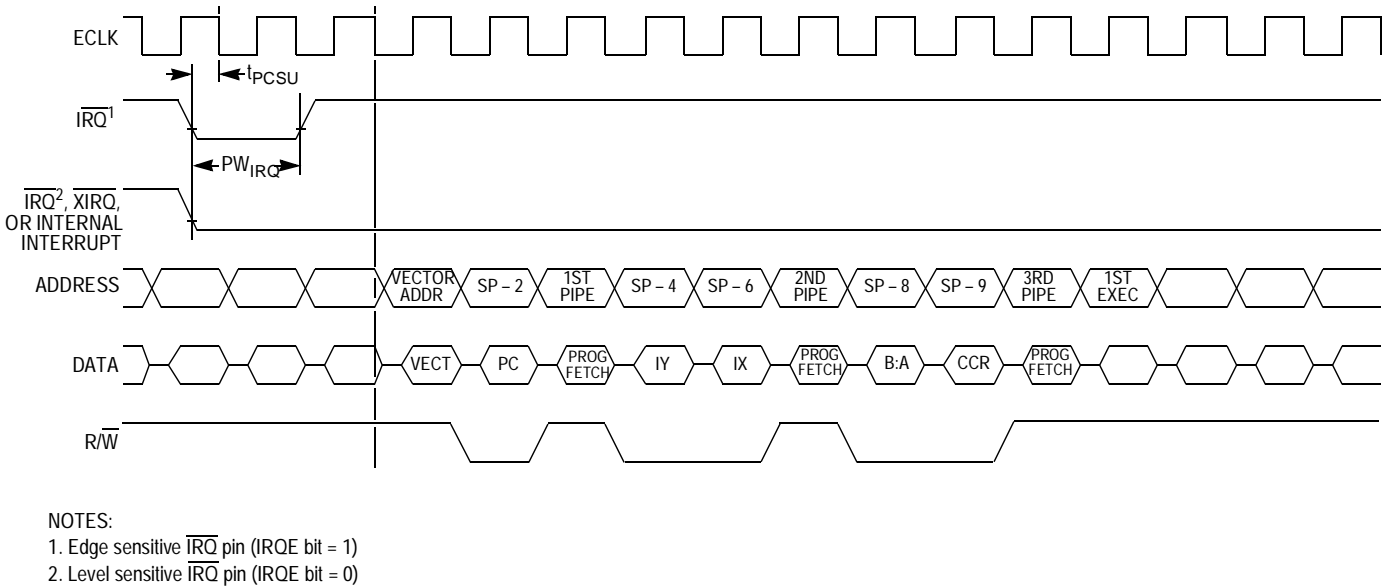 ECLK
tPCSU
IRQ1
PWIRQ
IRQ2, XIRQ,
OR INTERNAL
INTERRUPT
ADDRESS
VECTOR
ADDR
SP – 2
1ST
PIPE
SP – 4
SP – 6
2ND
PIPE
SP – 8
SP – 9
3RD
PIPE
1ST
EXEC
DATA
VECT
PC
PROG
FETCH
IY
IX
PROG
FETCH
B:A
CCR
PROG
FETCH
R/W
NOTES:
1. Edge sensitive IRQ pin (IRQE bit = 1)
2. Level sensitive IRQ pin (IRQE bit = 0)